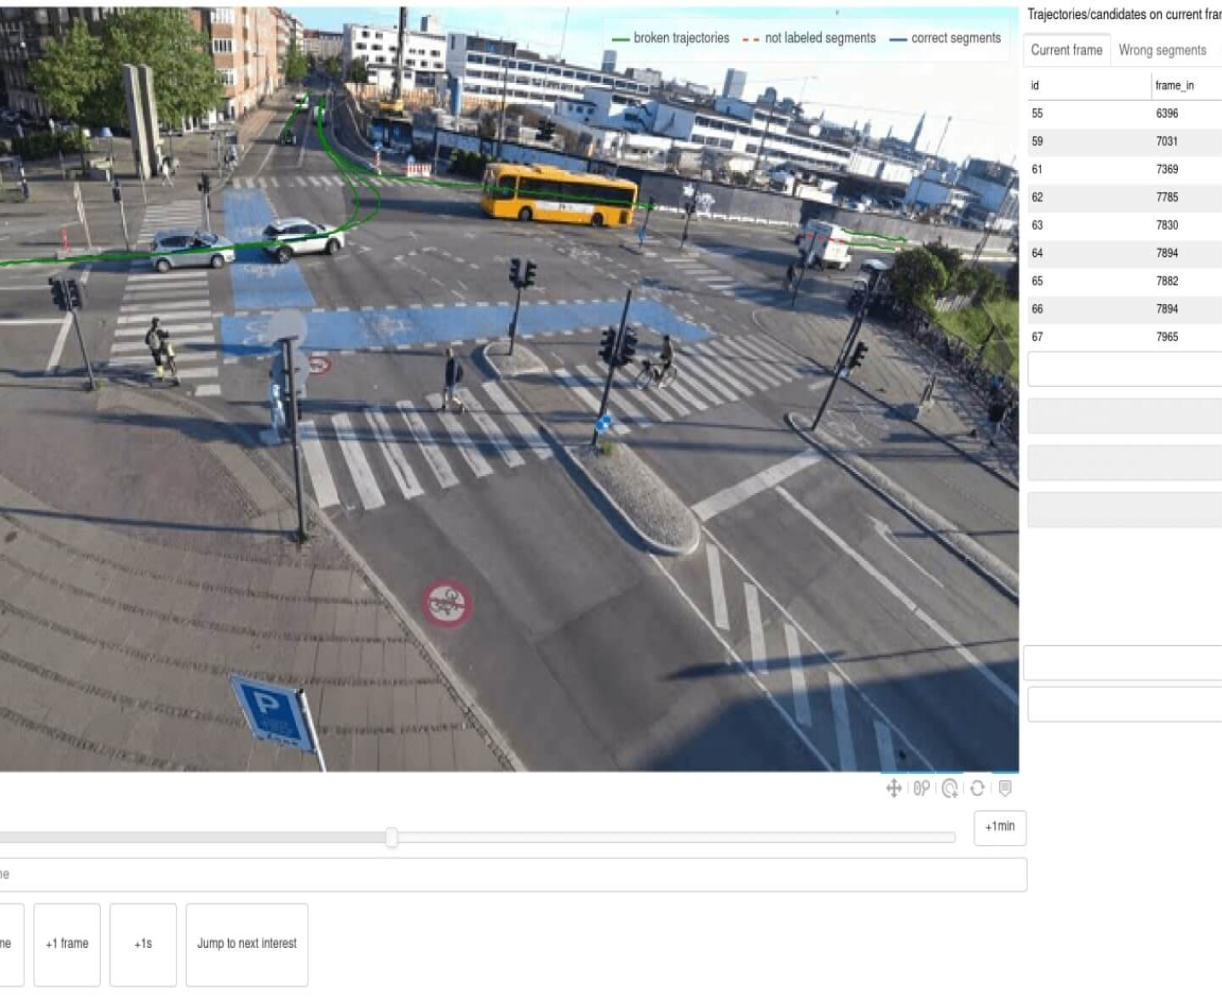 Trajectories/candidates on current fra
broken trajectories
not labeled segments
correct segments
Current frame
Wrong segments
id frame_in
55 6396
59 7031
61 7369
62 7785
63 7830
64 7894
65 7882
66 7894
67 7965
P
+1min
ne
ne
+1 frame
+1s
Jump to next interest